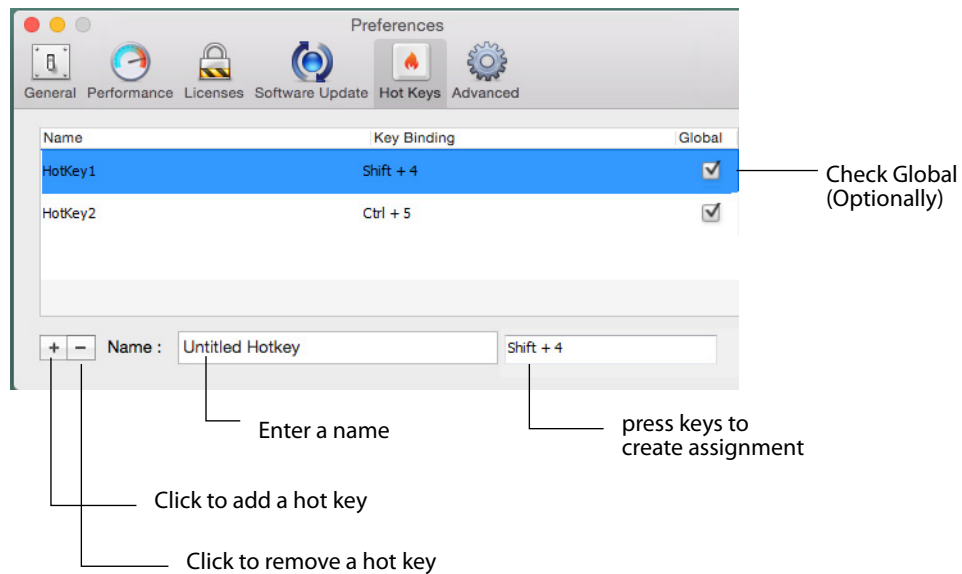 Preferences
General Performance Licenses Software Update Hot Keys Advanced
Name Key Binding Global
HotKey1 Shift + 4
HotKey2 Ctrl + 5
Check Global
(Optionally)
+ − Name : Untitled Hotkey Shift + 4
Enter a name
press keys to
create assignment
Click to add a hot key
Click to remove a hot key